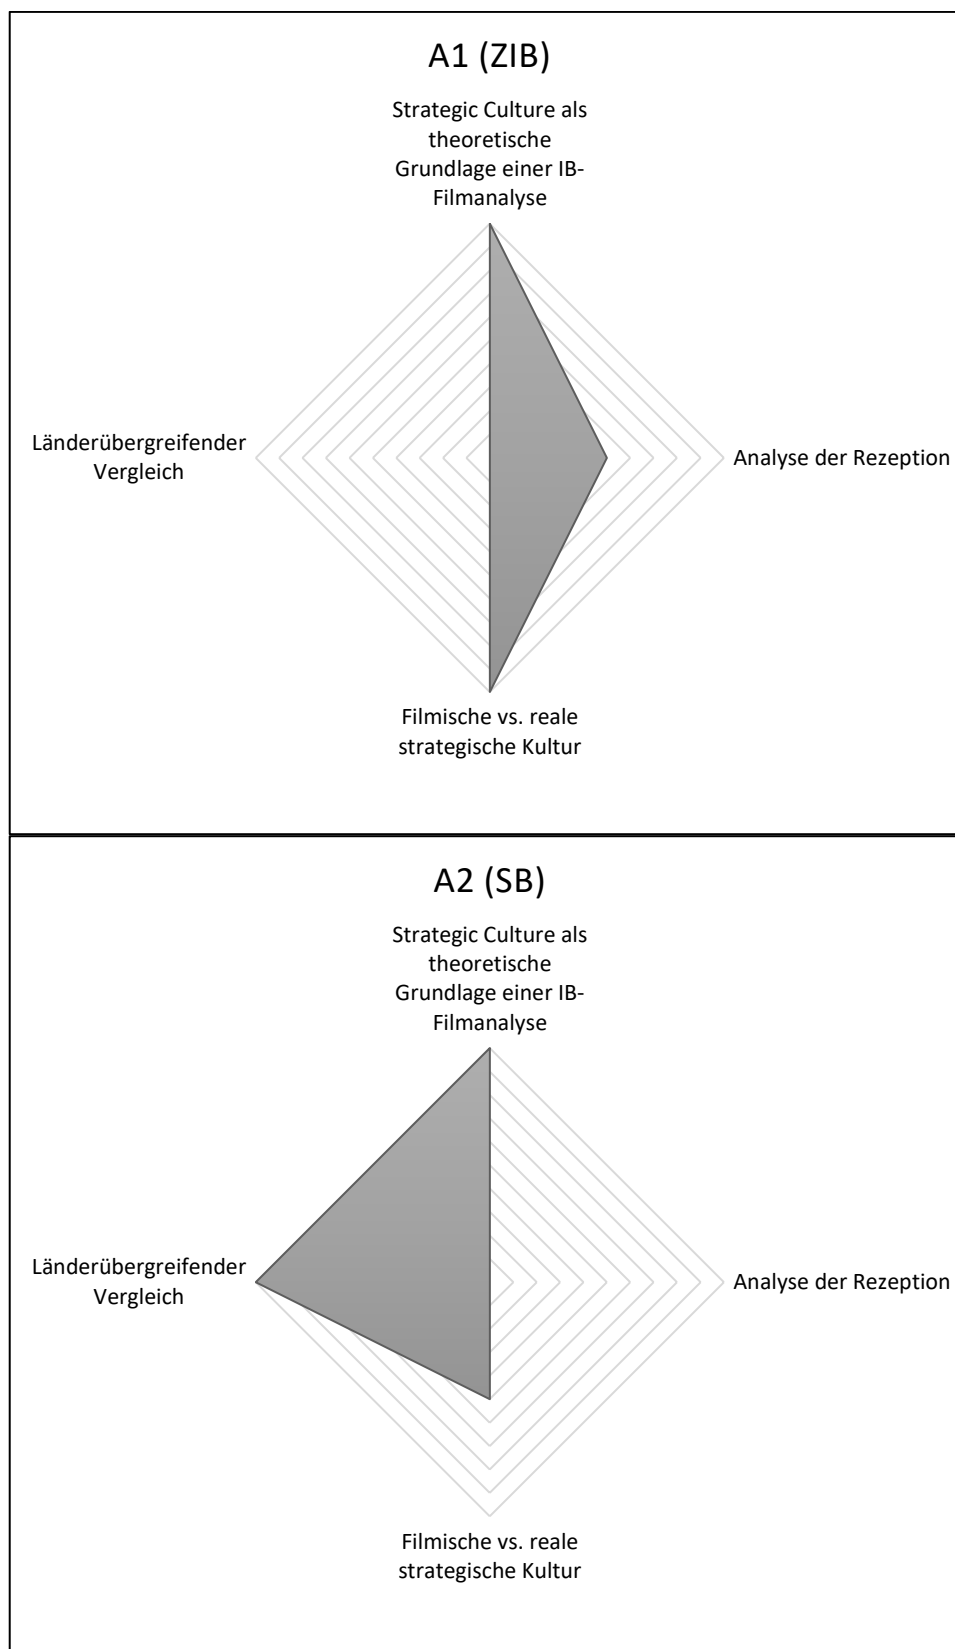 A1 (ZIB)
Strategic Culture als
theoretische
Grundlage einer IB-
Filmanalyse
Länderübergreifender
Vergleich
Analyse der Rezeption
Filmische vs. reale
strategische Kultur
A2 (SB)
Strategic Culture als
theoretische
Grundlage einer IB-
Filmanalyse
Länderübergreifender
Vergleich
Analyse der Rezeption
Filmische vs. reale
strategische Kultur